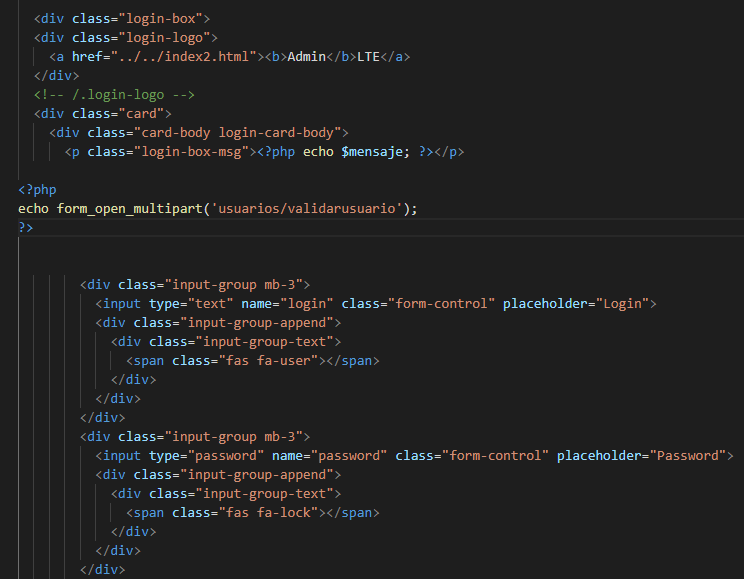 <div class="login-box">
<div class="login-logo">
<a href="../../index2.html"><b>Admin</b>LTE</a>
</div>
<!-- /.login-logo -->
<div class="card">
<div class="card-body login-card-body">
<p class="login-box-msg"><?php echo $mensaje; ?></p>
<?php
echo form_open_multipart('usuarios/validarusuario');
?>
<div class="input-group mb-3">
<input type="text" name="login" class="form-control" placeholder="Login">
<div class="input-group-append">
<div class="input-group-text">
<span class="fas fa-user"></span>
</div>
</div>
</div>
<div class="input-group mb-3">
<input type="password" name="password" class="form-control" placeholder="Password">
<div class="input-group-append">
<div class="input-group-text">
<span class="fas fa-lock"></span>
</div>
</div>
</div>